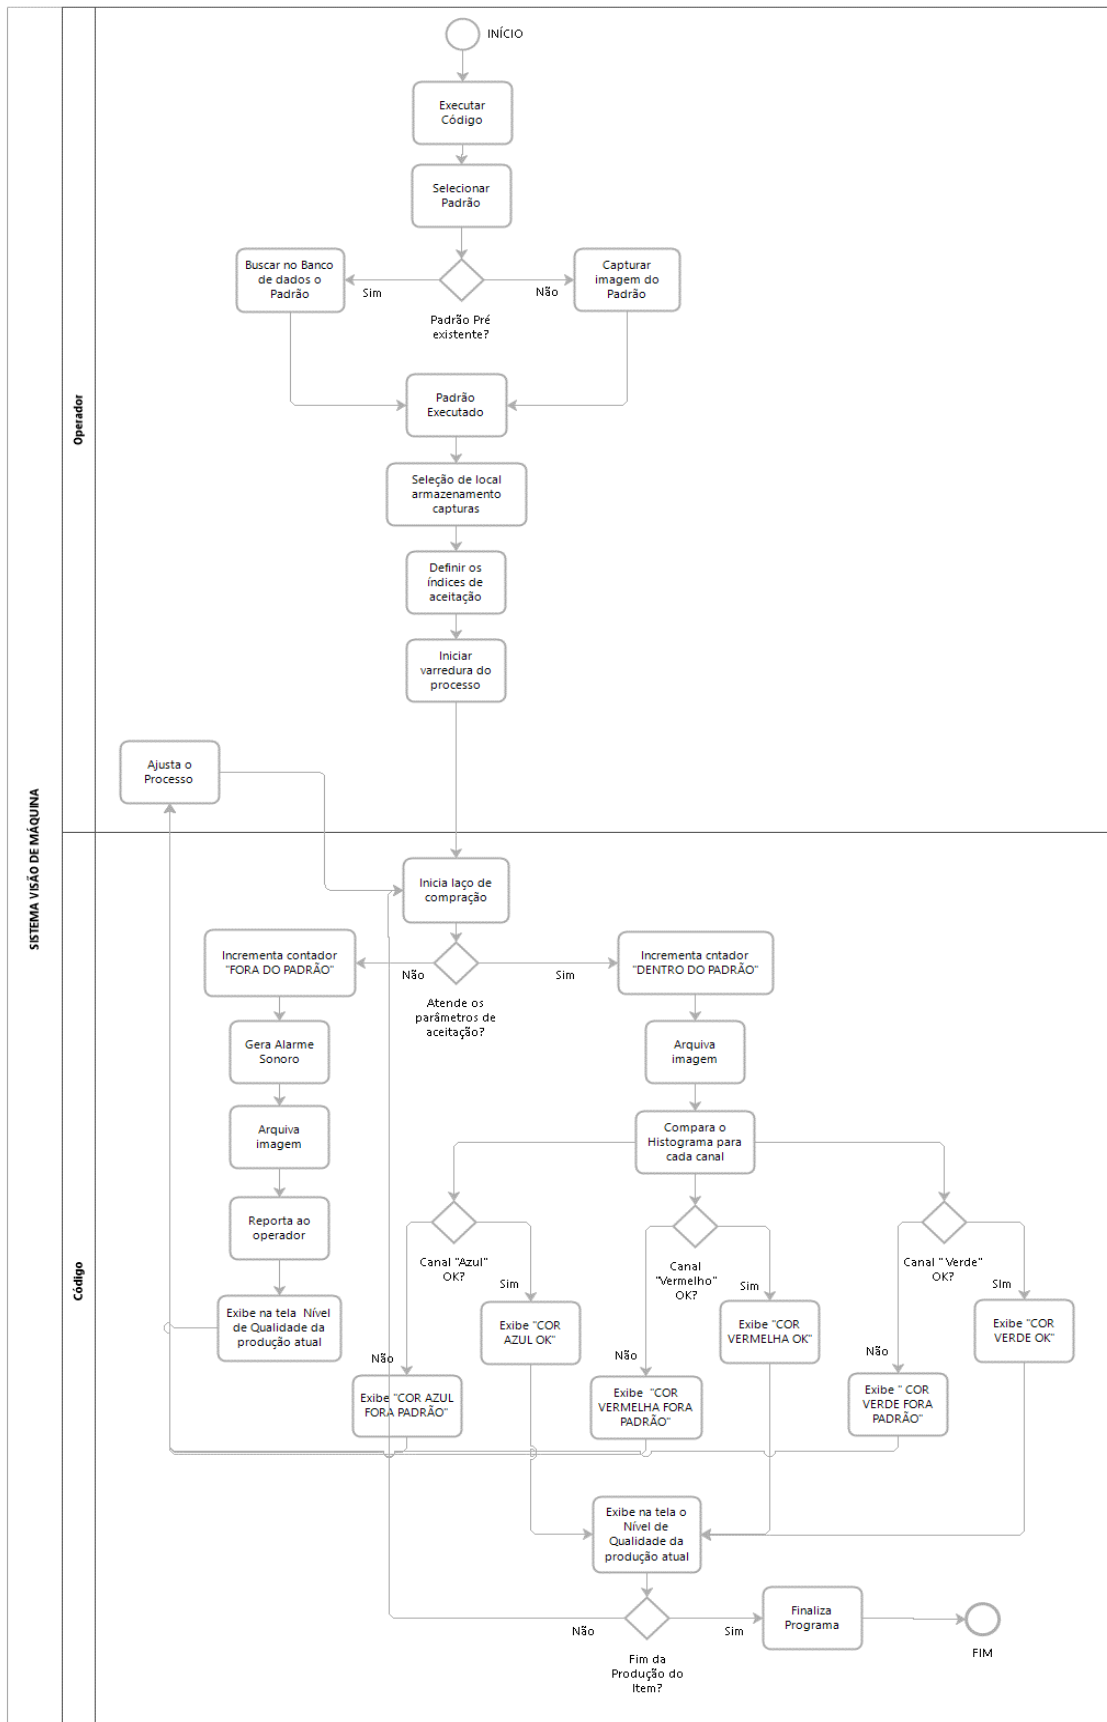 SISTEMA VISÃO DE MÁQUINA
Operador
INÍCIO
Executar
Código
Selecionar
Padrão
Buscar no Banco
de dados o
Padrão
Sim
Não
Capturar
imagem do
Padrão
Padrão Pré
existente?
Padrão
Executado
Seleção de local
armazenamento
capturas
Definir os
índices de
aceitação
Iniciar
varredura do
processo
Ajusta o
Processo
Código
Inicia laço de
compração
Incrementa contador
"FORA DO PADRÃO"
Não
Sim
Incrementa cntador
"DENTRO DO PADRÃO"
Atende os
parâmetros de
aceitação?
Gera Alarme
Sonoro
Arquiva
imagem
Arquiva
imagem
Compara o
Histograma para
cada canal
Reporta ao
operador
Canal "Azul"
OK?
Sim
Canal
"Vermelho"
OK?
Sim
Canal " Verde"
OK?
SIm
Exibe na tela  Nível
de Qualidade da
produção atual
Exibe "COR
AZUL OK"
Exibe "COR
VERMELHA OK"
Exibe "COR
VERDE OK"
Não
Não
Não
Exibe "COR AZUL
FORA PADRÃO"
Exibe  "COR
VERMELHA FORA
PADRÃO"
Exibe " COR
VERDE FORA
PADRÃO"
Exibe na tela o
Nível de
Qualidade da
produção atual
Não
Sim
Finaliza
Programa
FIM
Fim da
Produção do
Item?